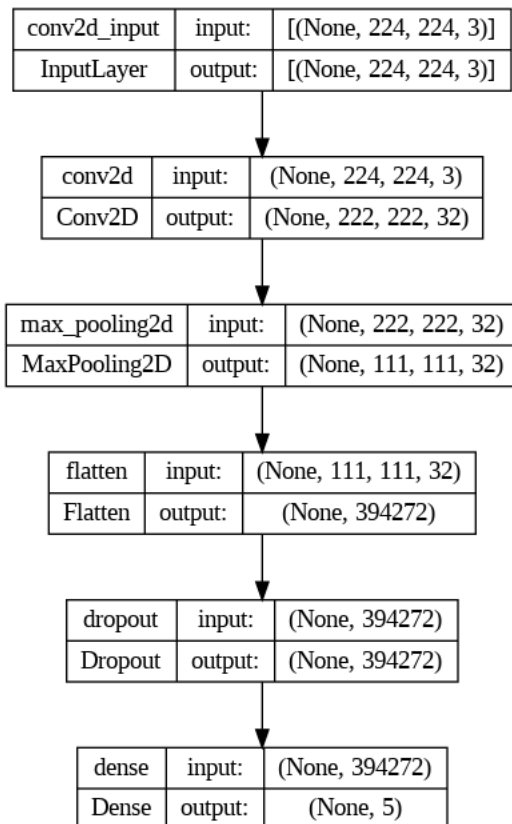 conv2d_input input: [(None, 224, 224, 3)]
InputLayer output: [(None, 224, 224, 3)]
conv2d input: (None, 224, 224, 3)
Conv2D output: (None, 222, 222, 32)
max_pooling2d input: (None, 222, 222, 32)
MaxPooling2D output: (None, 111, 111, 32)
flatten input: (None, 111, 111, 32)
Flatten output: (None, 394272)
dropout input: (None, 394272)
Dropout output: (None, 394272)
dense input: (None, 394272)
Dense output: (None, 5)